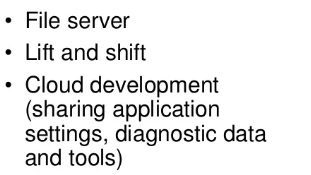 • File server
• Lift and shift
• Cloud development
(sharing application
settings, diagnostic data
and tools)